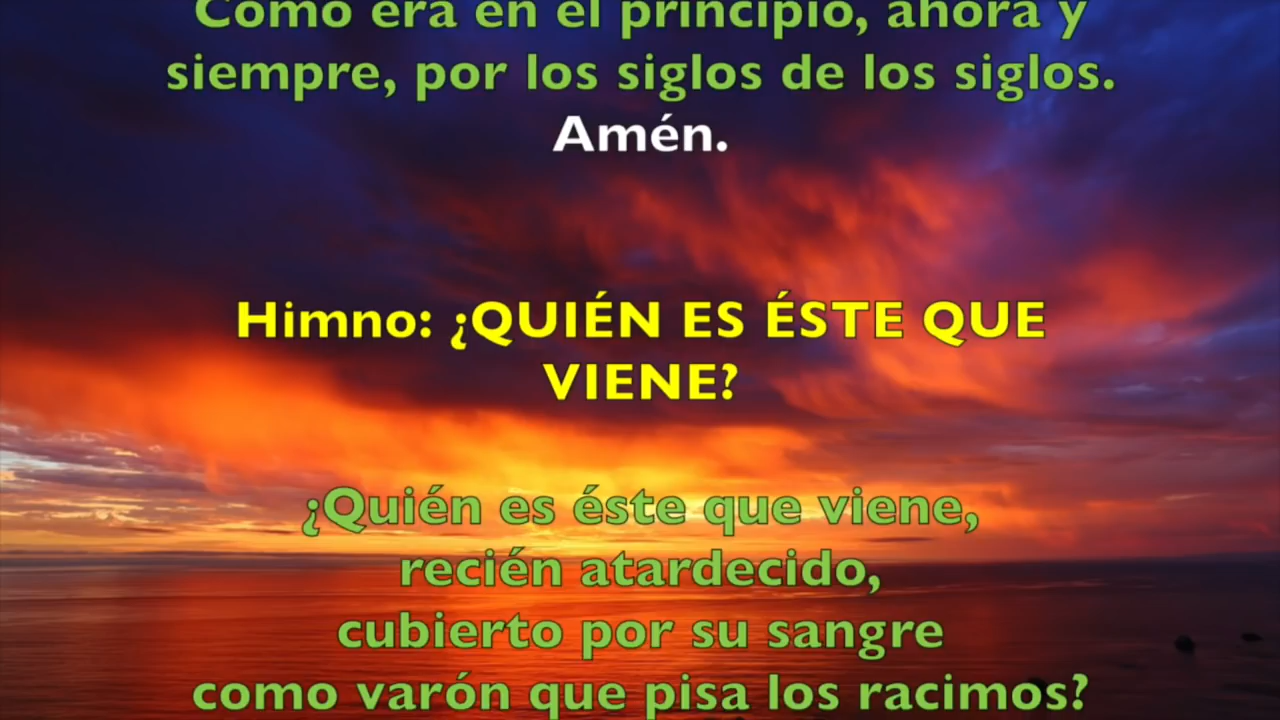 Como era en el principio, ahora y
siempre, por los siglos de los siglos.
Amén.
Himno: ¿QUIÉN ES ÉSTE QUE
VIENE?
¿Quién es éste que viene,
recién atardecido,
cubierto por su sangre
como varón que pisa los racimos?